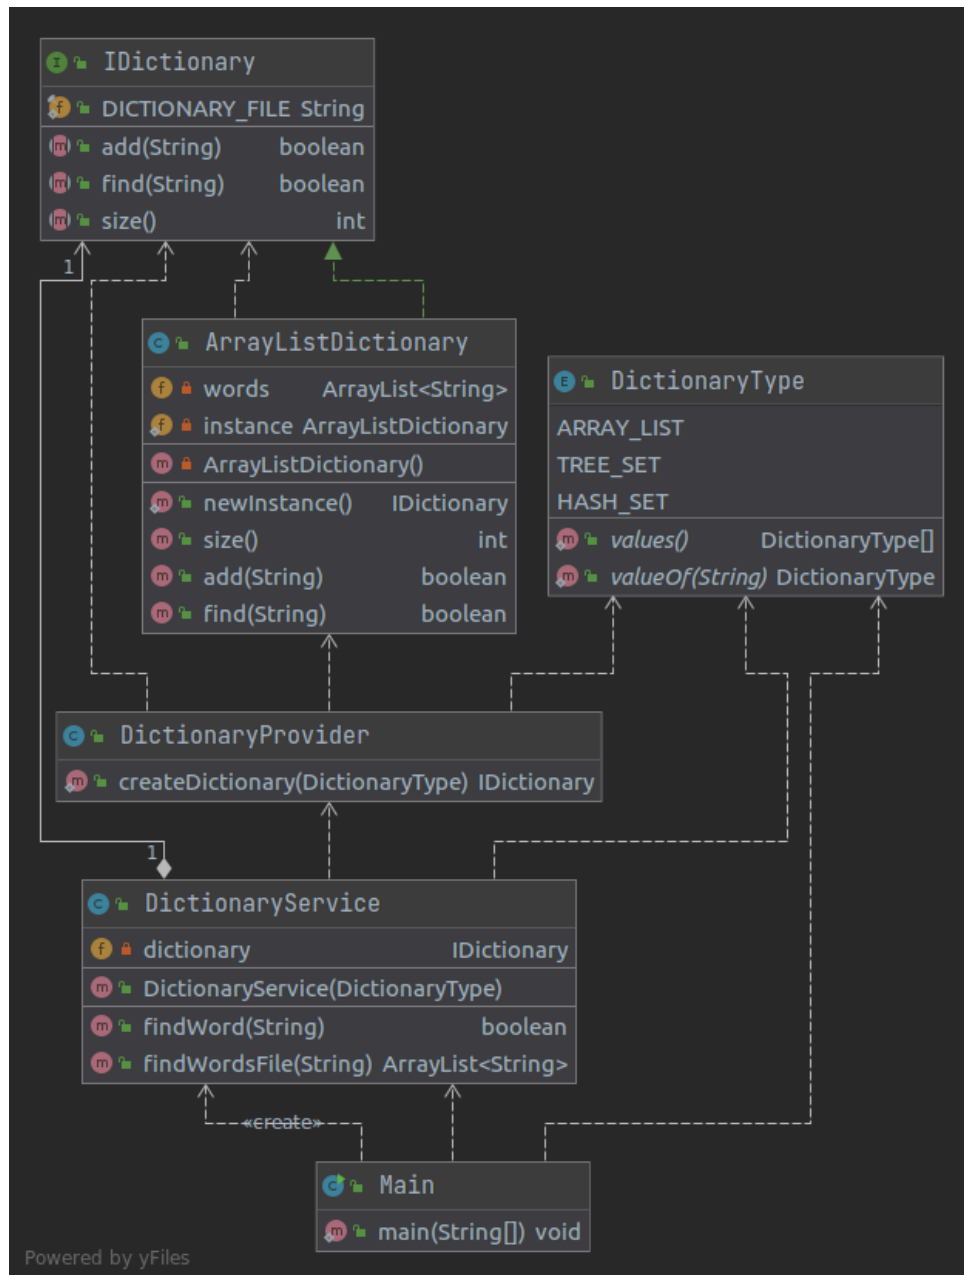 IDictionary
DICTIONARY_FILE String
add(String) boolean
find(String) boolean
size() int
1
ArrayListDictionary
words ArrayList<String>
instance ArrayListDictionary
ArrayListDictionary()
newInstance() IDictionary
size() int
add(String) boolean
find(String) boolean
DictionaryType
ARRAY_LIST
TREE_SET
HASH_SET
values() DictionaryType[]
valueOf(String) DictionaryType
DictionaryProvider
createDictionary(DictionaryType) IDictionary
1
DictionaryService
dictionary IDictionary
DictionaryService(DictionaryType)
findWord(String) boolean
findWordsFile(String) ArrayList<String>
«create»
Main
main(String[]) void
Powered by yFiles